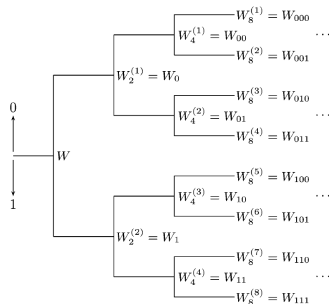 W_8^{(1)} = W_{000}
W_4^{(1)} = W_{00} ...
W_8^{(2)} = W_{001}
W_2^{(1)} = W_0
W_8^{(3)} = W_{010}
0
W_4^{(2)} = W_{01} ...
W_8^{(4)} = W_{011}
W
W_8^{(5)} = W_{100}
W_4^{(3)} = W_{10} ...
1
W_8^{(6)} = W_{101}
W_2^{(2)} = W_1
W_8^{(7)} = W_{110}
W_4^{(4)} = W_{11} ...
W_8^{(8)} = W_{111}